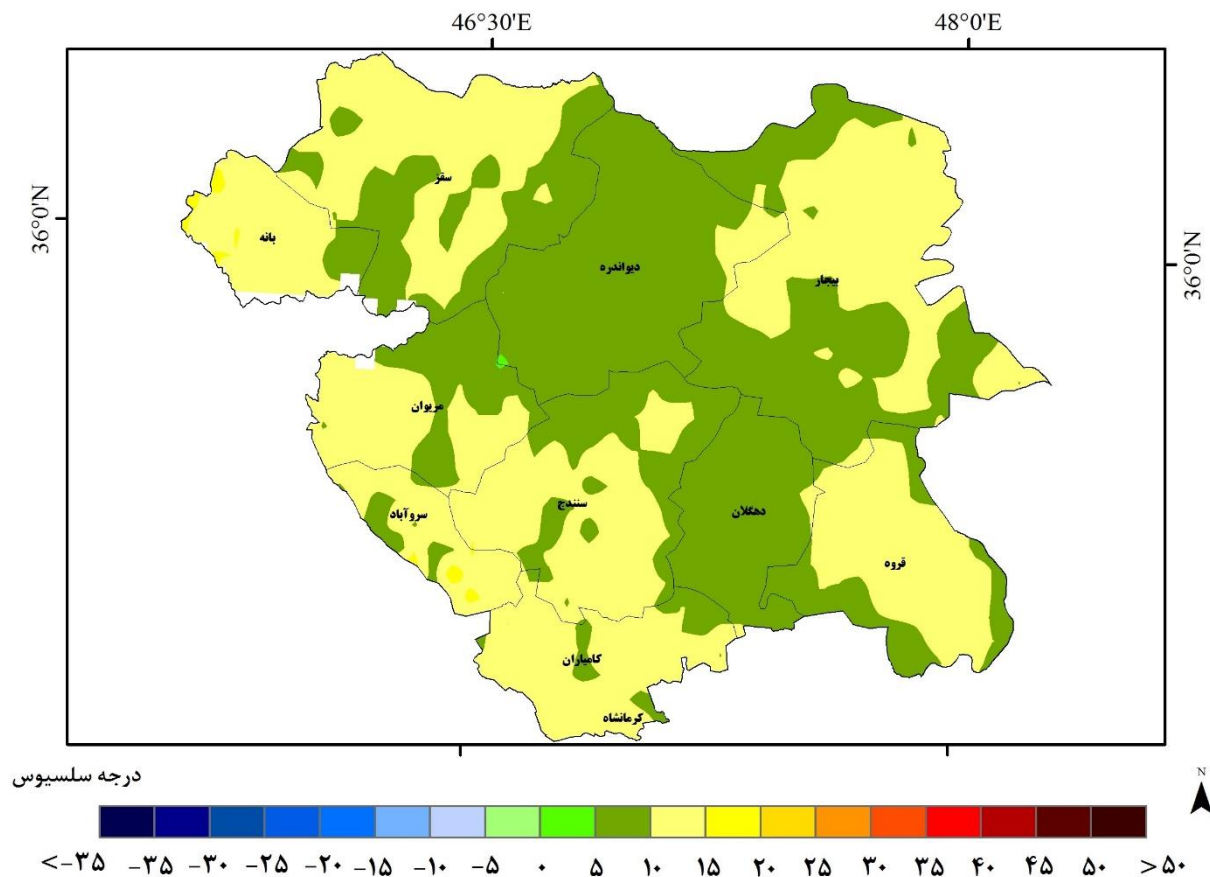 46°30'E 48°0'E
36°0'N
36°0'N
سقز
بانه
دیواندره
بیجار
مریوان
سروآباد
سنندج
دهگلان
قروه
کامیاران
کرمانشاه
درجه سلسیوس
N
<-۳۵ -۳۵ -۳۰ -۲۵ -۲۰ -۱۵ -۱۰ -۵ ۰ ۵ ۱۰ ۱۵ ۲۰ ۲۵ ۳۰ ۳۵ ۴۰ ۴۵ ۵۰ >۵۰